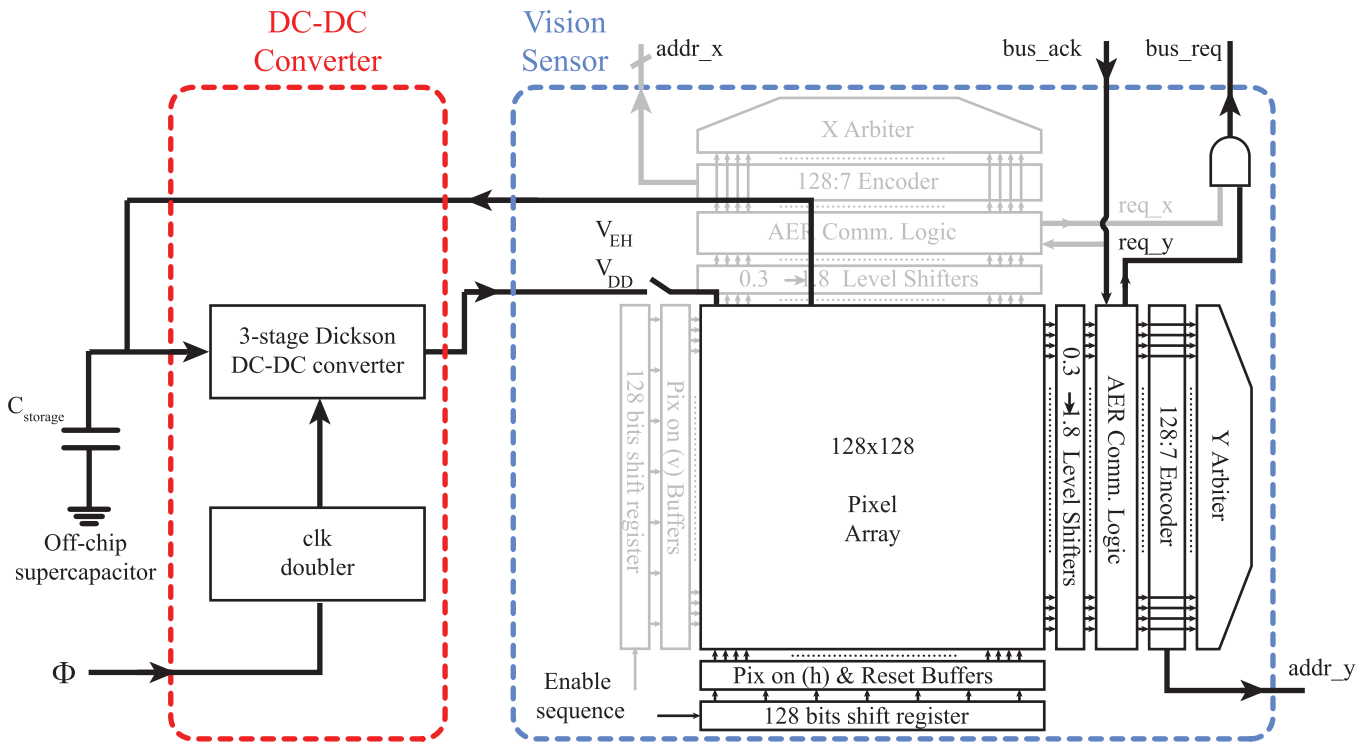 DC-DC
Converter
Vision
Sensor
addr_x
bus_ack
bus_req
X Arbiter
128:7 Encoder
AER Comm. Logic
req_x
req_y
0.3 → 1.8 Level Shifters
V_EH
V_DD
3-stage Dickson
DC-DC converter
C_storage
Off-chip
supercapacitor
clk
doubler
Φ
128 bits shift register
Pix on (v) Buffers
128x128
Pixel
Array
0.3 → 1.8 Level Shifters
AER Comm. Logic
128:7 Encoder
Y Arbiter
Pix on (h) & Reset Buffers
Enable
sequence
128 bits shift register
addr_y